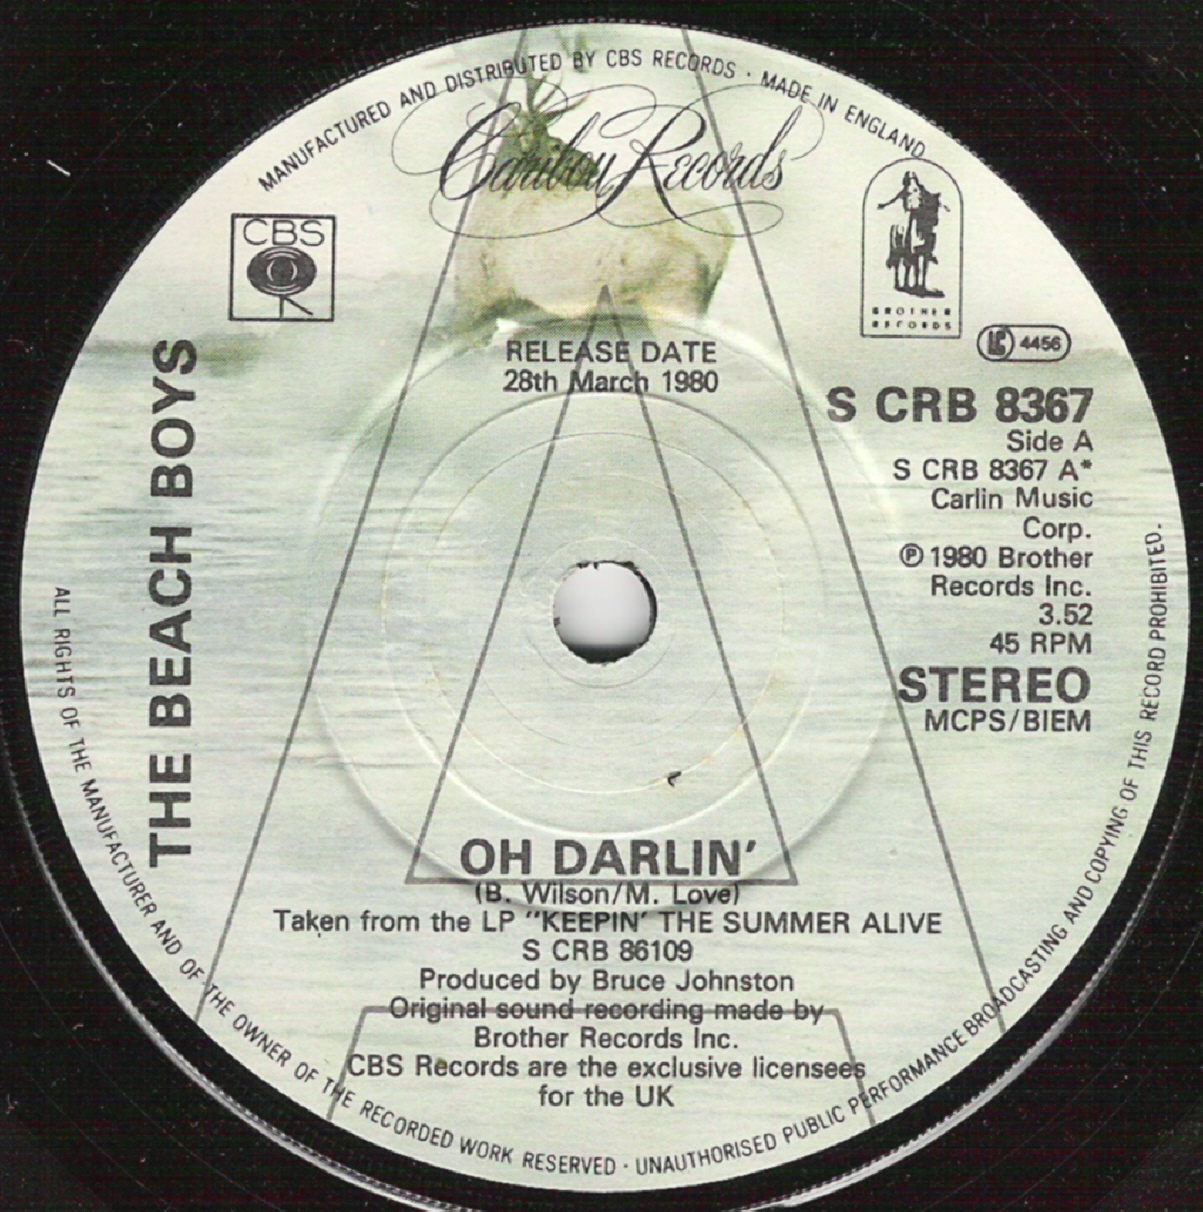 MANUFACTURED AND DISTRIBUTED BY CBS RECORDS · MADE IN ENGLAND
Caribou Records
CBS
BROTHER
RECORDS
LC 4456
RELEASE DATE
28th March 1980
THE BEACH BOYS
S CRB 8367
Side A
S CRB 8367 A*
Carlin Music
Corp.
℗ 1980 Brother
Records Inc.
3.52
45 RPM
STEREO
MCPS/BIEM
A
OH DARLIN'
(B. Wilson/M. Love)
Taken from the LP "KEEPIN' THE SUMMER ALIVE
S CRB 86109
Produced by Bruce Johnston
Original sound recording made by
Brother Records Inc.
CBS Records are the exclusive licensees
for the UK
ALL RIGHTS OF THE MANUFACTURER AND OF THE OWNER OF THE RECORDED WORK RESERVED · UNAUTHORISED PUBLIC PERFORMANCE BROADCASTING AND COPYING OF THIS RECORD PROHIBITED.